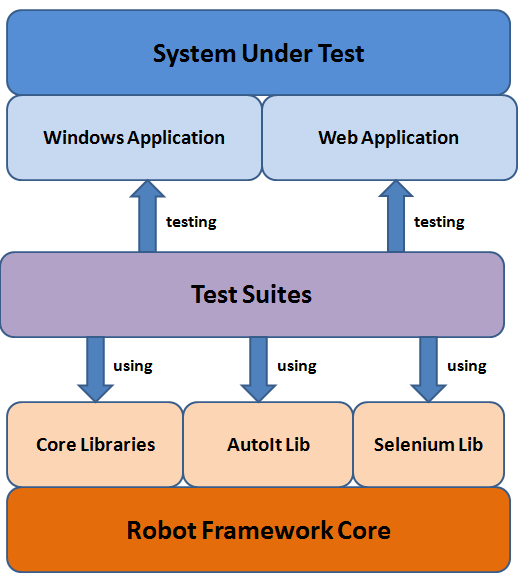 System Under Test
Windows Application
Web Application
testing
testing
Test Suites
using
using
using
Core Libraries
AutoIt Lib
Selenium Lib
Robot Framework Core